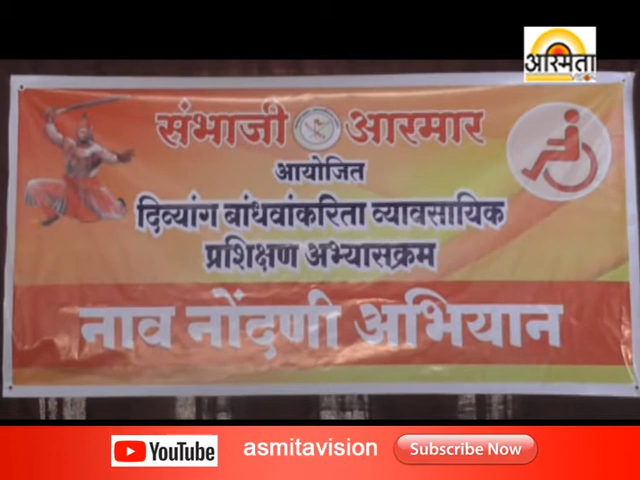 अस्मिता
संभाजी आरमार
आयोजित
दिव्यांग बांधवांकरिता व्यावसायिक
प्रशिक्षण अभ्यासक्रम
नाव नोंदणी अभियान
YouTube asmitavision Subscribe Now